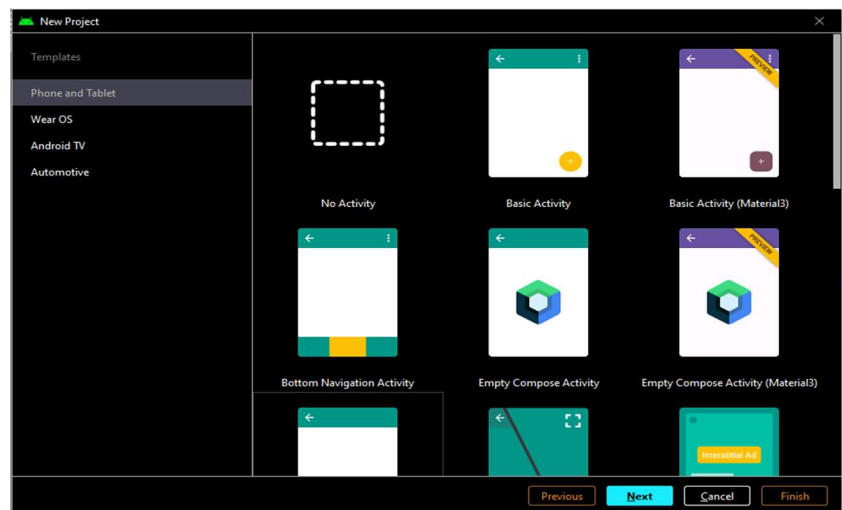 New Project
Templates
Phone and Tablet
Wear OS
Android TV
Automotive
PREVIEW
No Activity
Basic Activity
Basic Activity (Material3)
PREVIEW
Bottom Navigation Activity
Empty Compose Activity
Empty Compose Activity (Material3)
Interstitial Ad
Previous
Next
Cancel
Finish